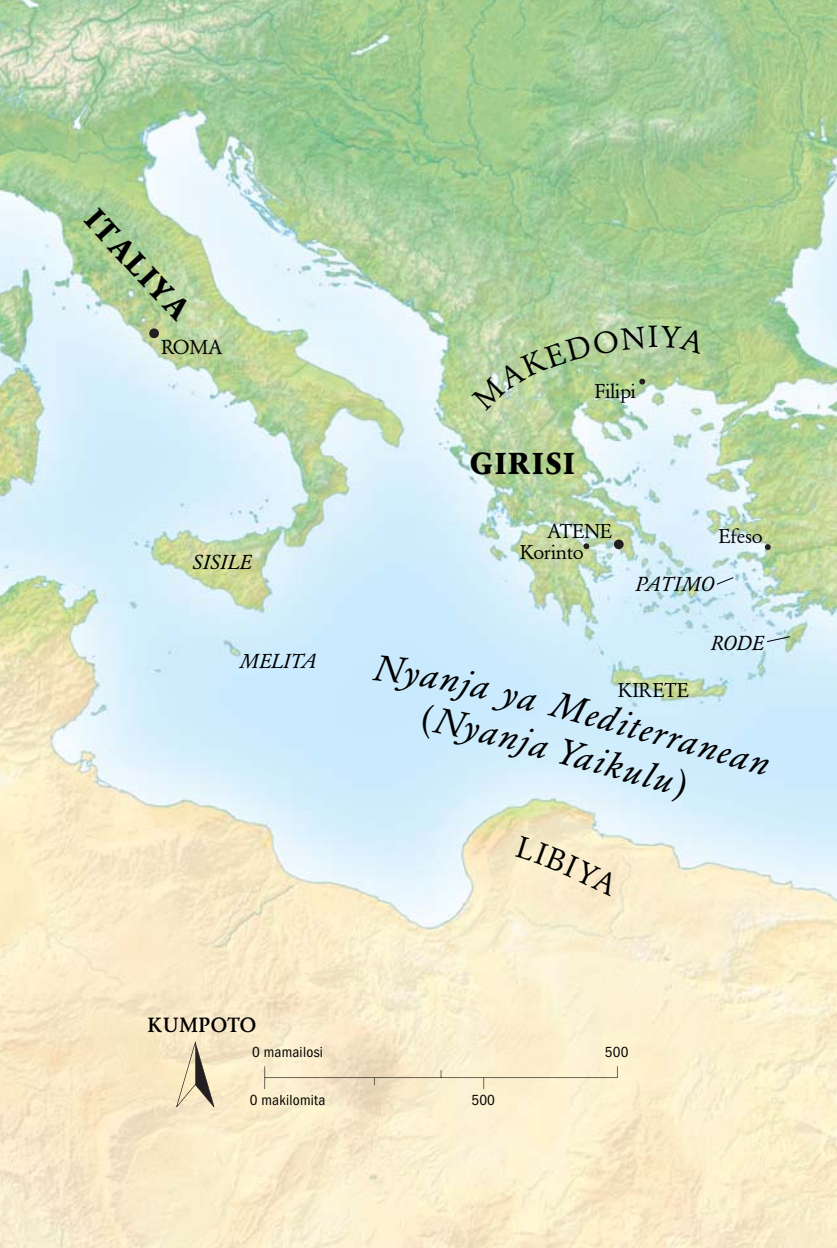 ITALIYA
ROMA
MAKEDONIYA
Filipi
GIRISI
ATENE
Korinto
Efeso
SISILE
PATIMO
RODE
MELITA
KIRETE
Nyanja ya Mediterranean
(Nyanja Yaikulu)
LIBIYA
KUMPOTO
0 mamailosi 500
0 makilomita 500